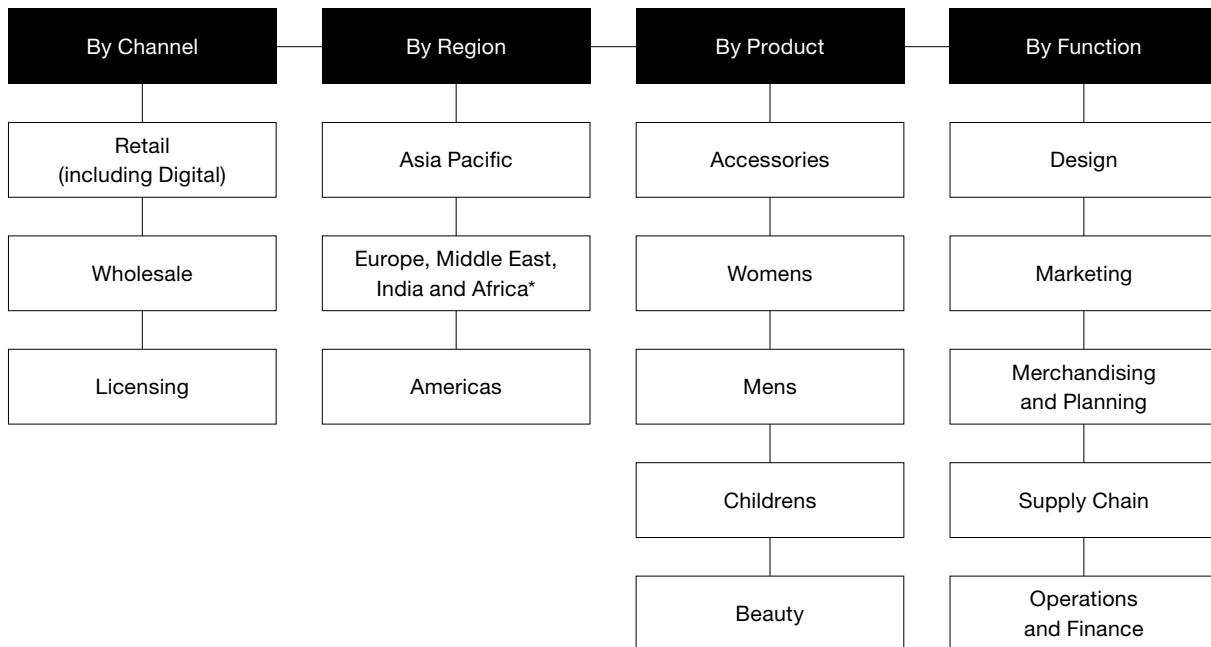 By Channel
Retail
(including Digital)
Wholesale
Licensing
By Region
Asia Pacific
Europe, Middle East,
India and Africa*
Americas
By Product
Accessories
Womens
Mens
Childrens
Beauty
By Function
Design
Marketing
Merchandising
and Planning
Supply Chain
Operations
and Finance